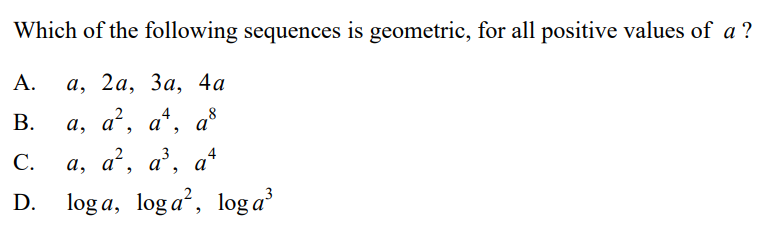 Which of the following sequences is geometric, for all positive values of a ?
A. a, 2a, 3a, 4a
B. a, a², a⁴, a⁸
C. a, a², a³, a⁴
D. log a, log a², log a³